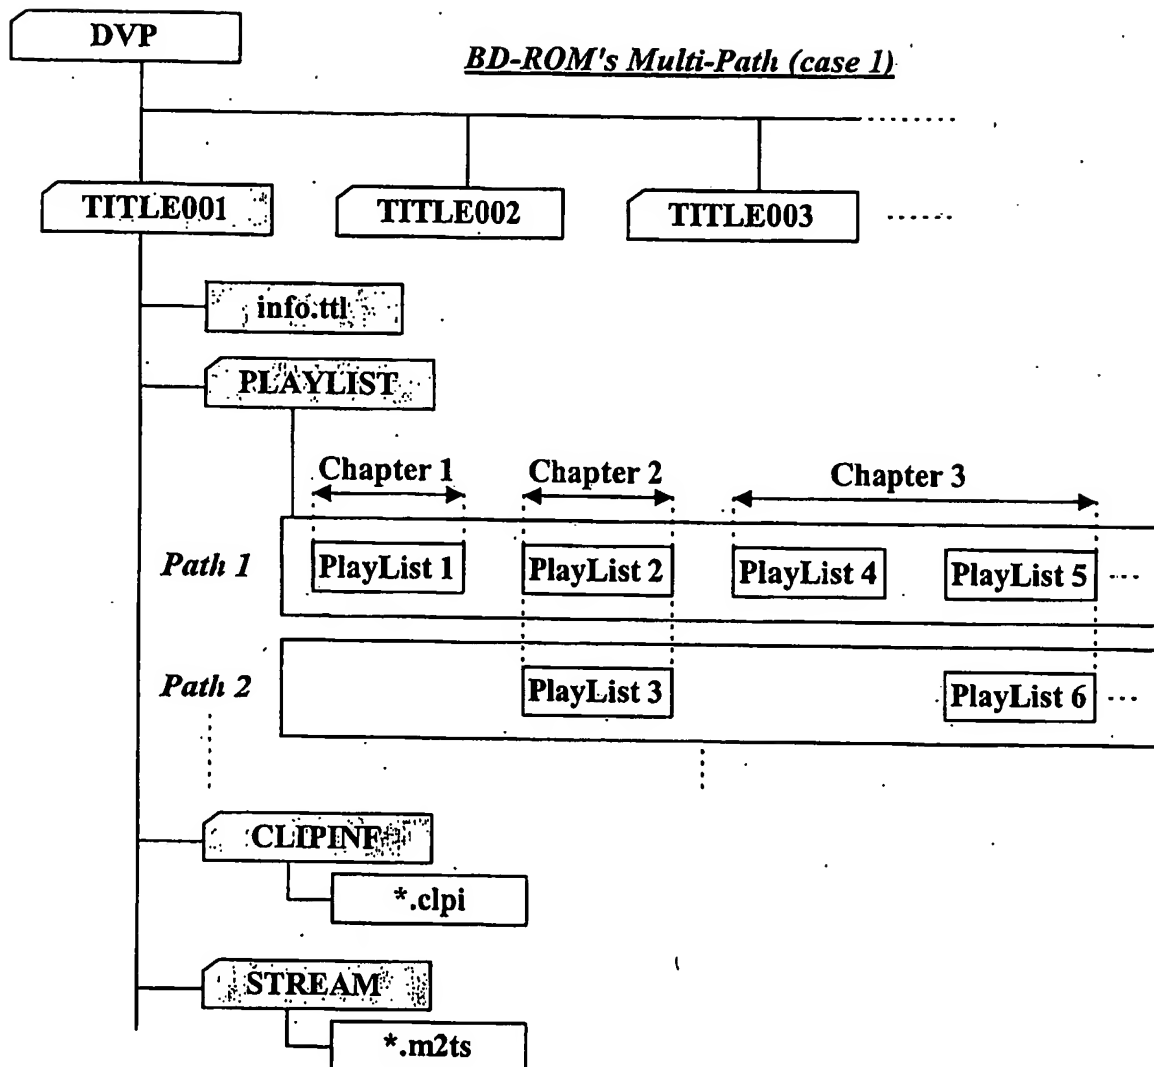 DVP
BD-ROM's Multi-Path (case 1)
TITLE001
TITLE002
TITLE003
info.ttl
PLAYLIST
Chapter 1
Chapter 2
Chapter 3
Path 1
PlayList 1
PlayList 2
PlayList 4
PlayList 5
Path 2
PlayList 3
PlayList 6
CLIPINF
*.clpi
STREAM
*.m2ts